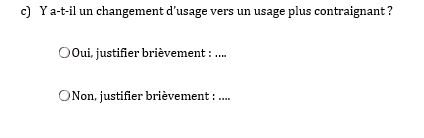 c) Y a-t-il un changement d'usage vers un usage plus contraignant ?
Oui, justifier brièvement : ....
Non, justifier brièvement : ....